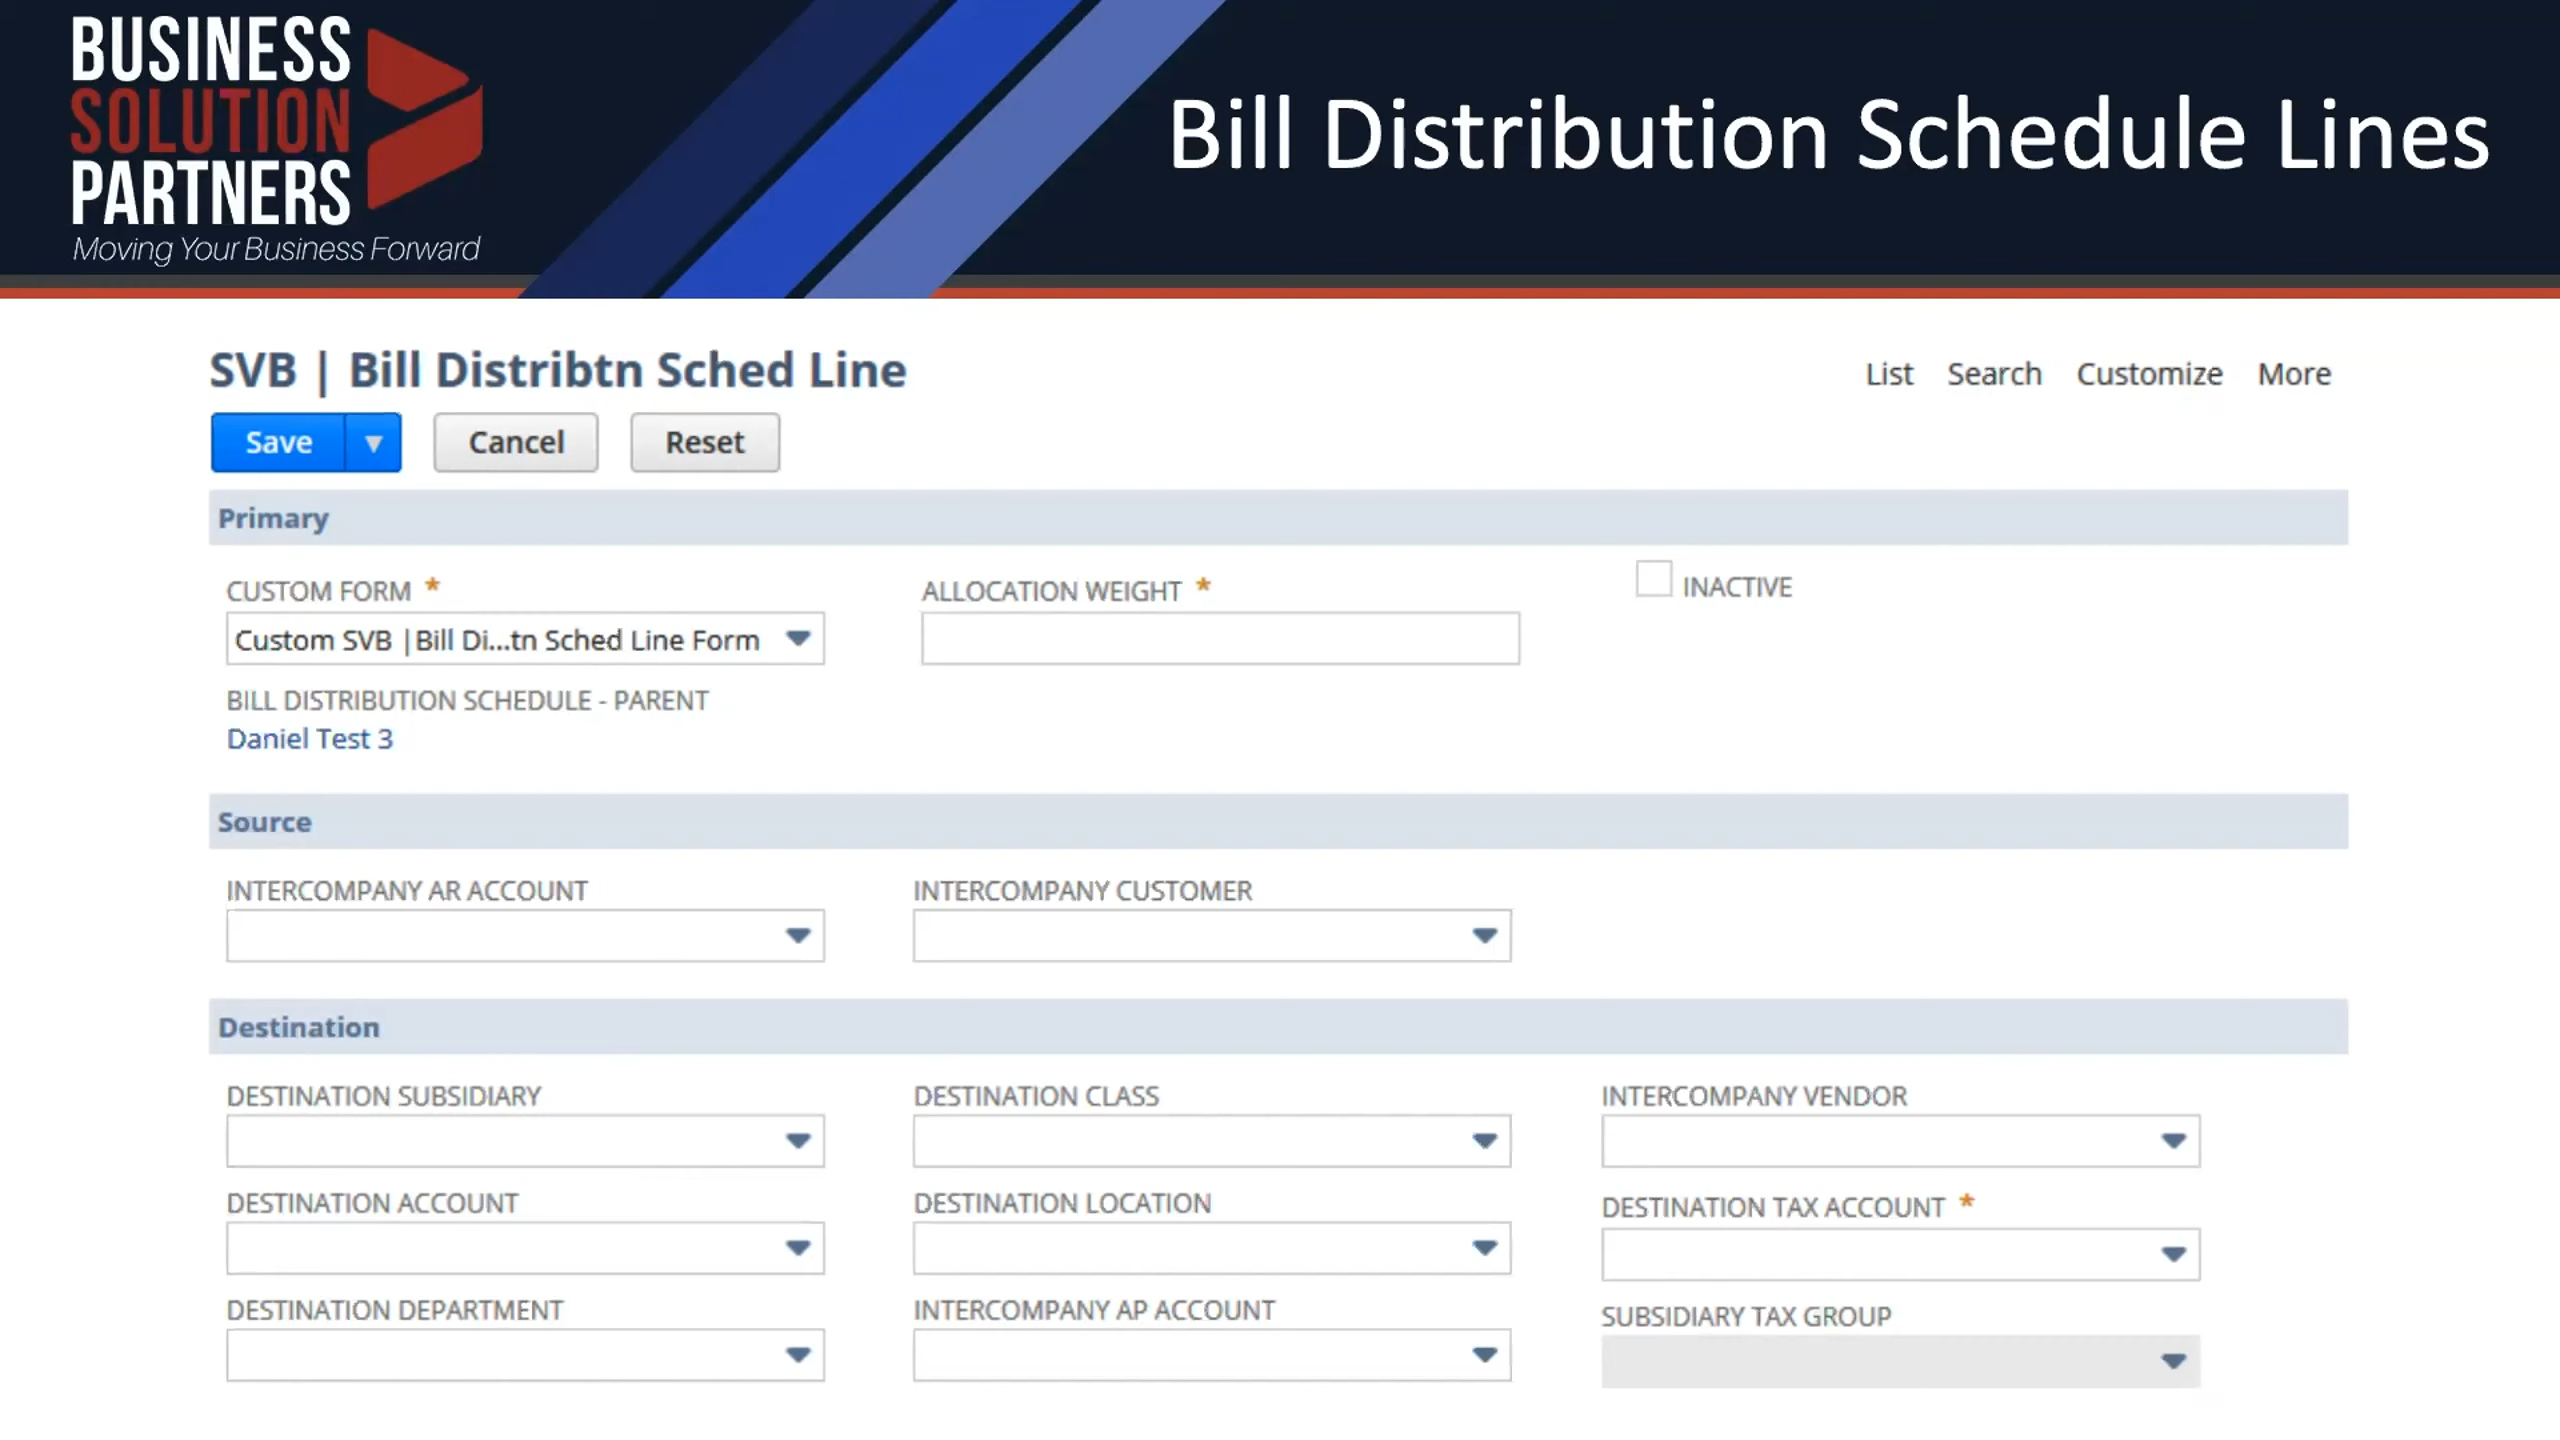 BUSINESS
SOLUTION
PARTNERS
Moving Your Business Forward
Bill Distribution Schedule Lines
SVB | Bill Distribtn Sched Line
List Search Customize More
Save Cancel Reset
Primary
CUSTOM FORM *
Custom SVB |Bill Di...tn Sched Line Form
BILL DISTRIBUTION SCHEDULE - PARENT
Daniel Test 3
ALLOCATION WEIGHT *
INACTIVE
Source
INTERCOMPANY AR ACCOUNT
INTERCOMPANY CUSTOMER
Destination
DESTINATION SUBSIDIARY
DESTINATION ACCOUNT
DESTINATION DEPARTMENT
DESTINATION CLASS
DESTINATION LOCATION
INTERCOMPANY AP ACCOUNT
INTERCOMPANY VENDOR
DESTINATION TAX ACCOUNT *
SUBSIDIARY TAX GROUP